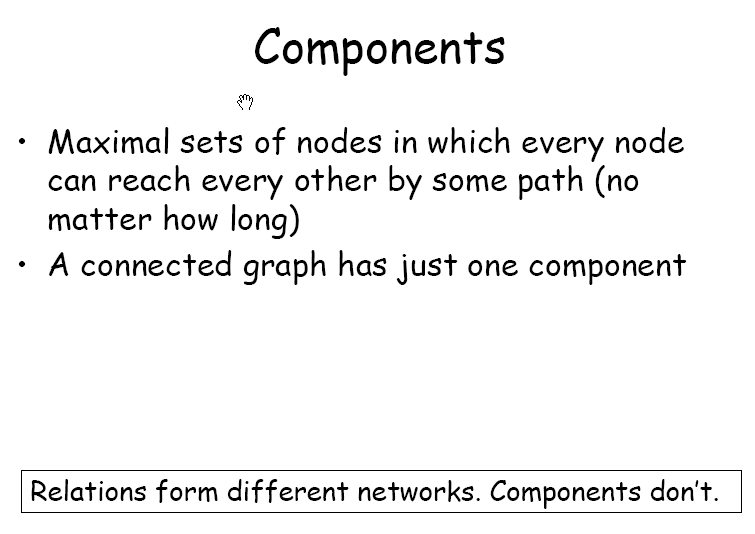 Components
• Maximal sets of nodes in which every node
can reach every other by some path (no
matter how long)
• A connected graph has just one component
Relations form different networks. Components don't.